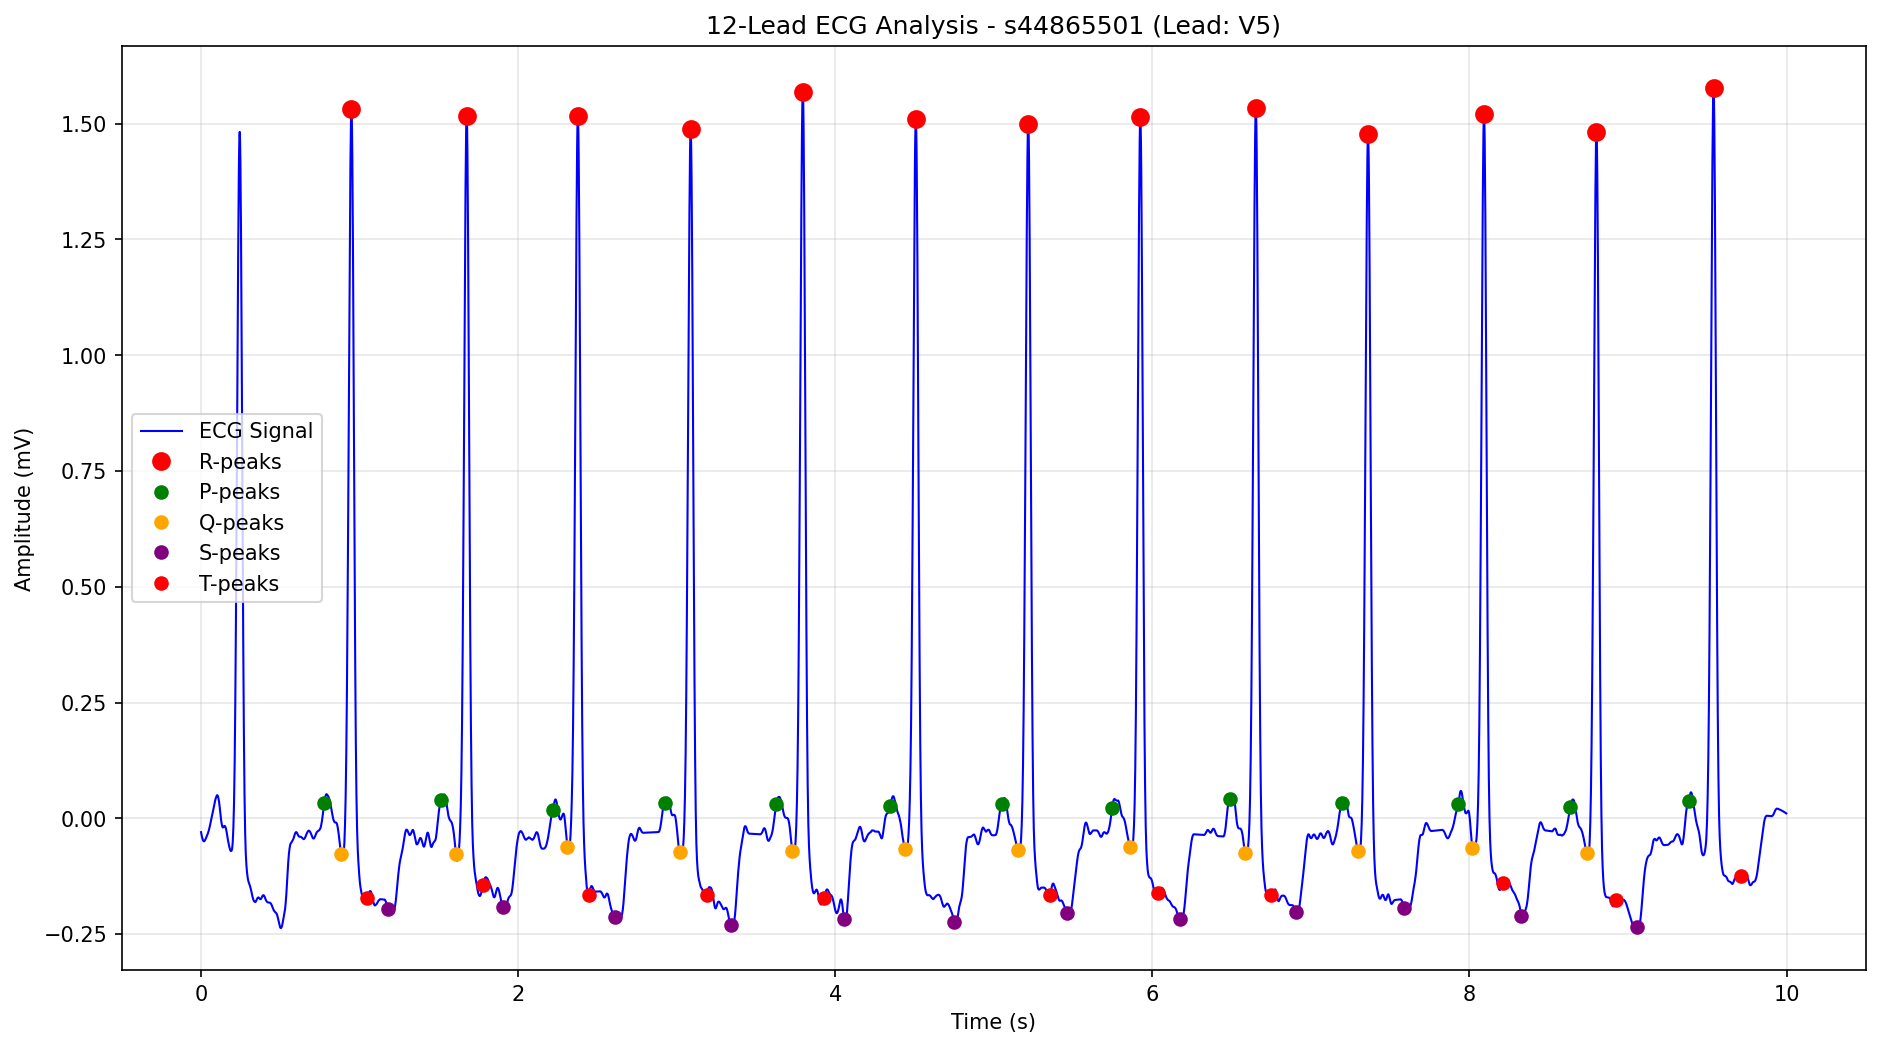 12-Lead ECG Analysis - s44865501 (Lead: V5)
Amplitude (mV)
1.50
1.25
1.00
0.75
0.50
0.25
0.00
−0.25
ECG Signal
R-peaks
P-peaks
Q-peaks
S-peaks
T-peaks
0 2 4 6 8 10
Time (s)